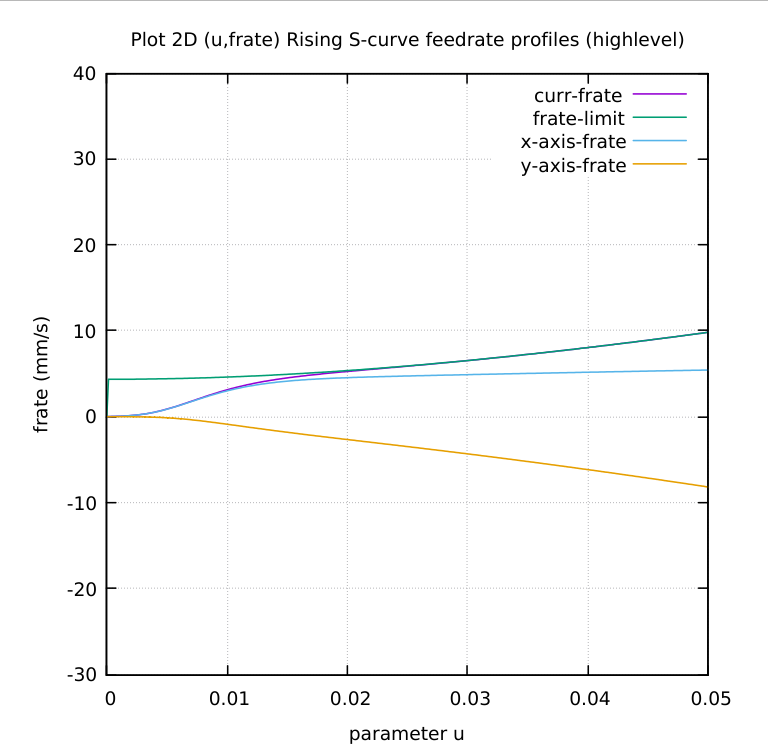 Plot 2D (u,frate) Rising S-curve feedrate profiles (highlevel)
curr-frate
frate-limit
x-axis-frate
y-axis-frate
40
30
20
10
0
-10
-20
-30
frate (mm/s)
0 0.01 0.02 0.03 0.04 0.05
parameter u